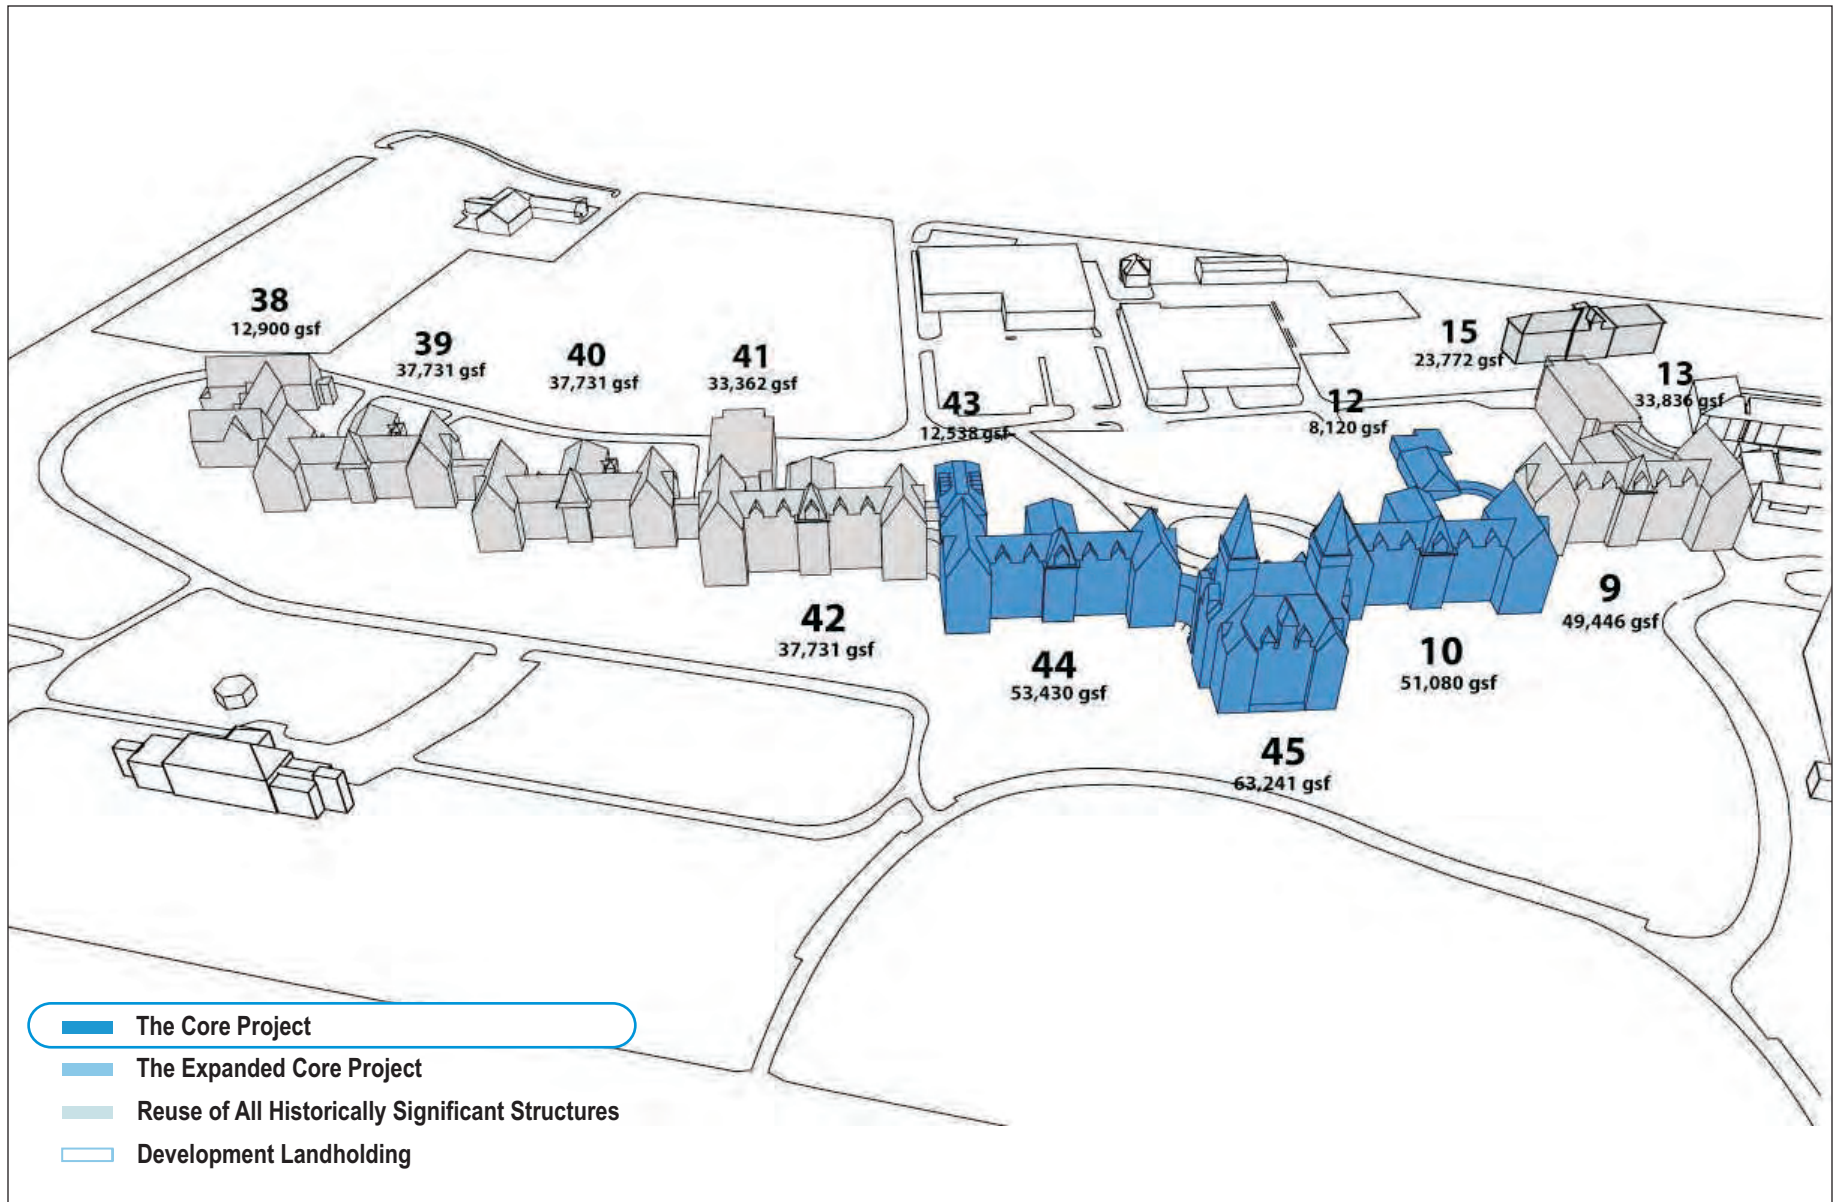 38
12,900 gsf
39
37,731 gsf
40
37,731 gsf
41
33,362 gsf
43
12,538 gsf
12
8,120 gsf
15
23,772 gsf
13
33,836 gsf
42
37,731 gsf
44
53,430 gsf
45
63,241 gsf
10
51,080 gsf
9
49,446 gsf
The Core Project
The Expanded Core Project
Reuse of All Historically Significant Structures
Development Landholding